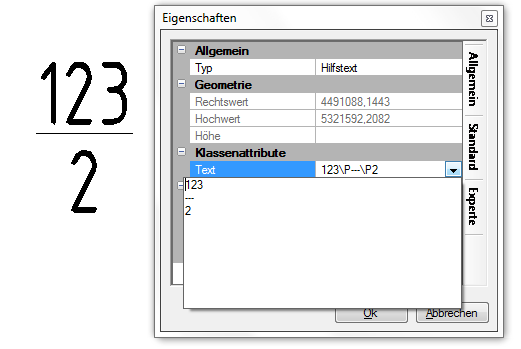 123
2
Eigenschaften
Allgemein
Typ Hilfstext
Geometrie
Rechtswert 4491088,1443
Hochwert 5321592,2082
Höhe
Klassenattribute
Text 123\P---\P2
123
---
2
Ok Abbrechen
Allgemein
Standard
Experte